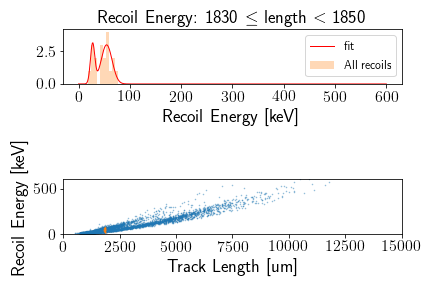 Recoil Energy: 1830 ≤ length < 1850
2.5
0.0
fit
All recoils
0 100 200 300 400 500 600
Recoil Energy [keV]
Recoil Energy [keV]
500
0
0 2500 5000 7500 10000 12500 15000
Track Length [um]